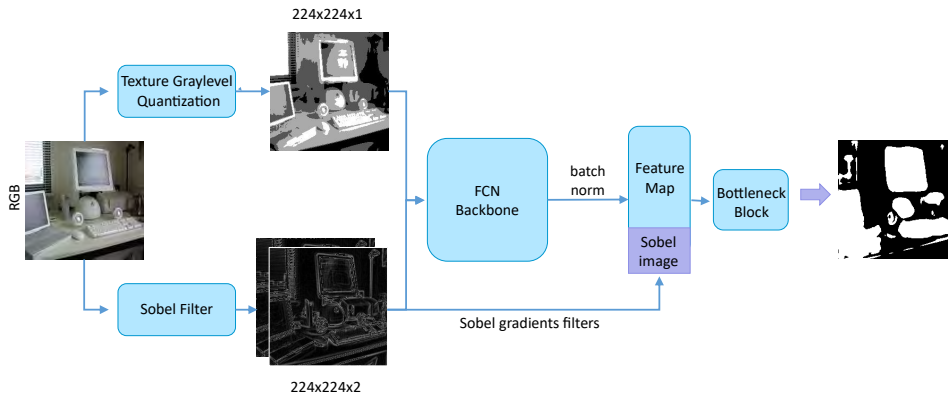 224x224x1
Texture Graylevel
Quantization
RGB
FCN
Backbone
batch
norm
Feature
Map
Bottleneck
Block
Sobel
image
Sobel Filter
Sobel gradients filters
224x224x2